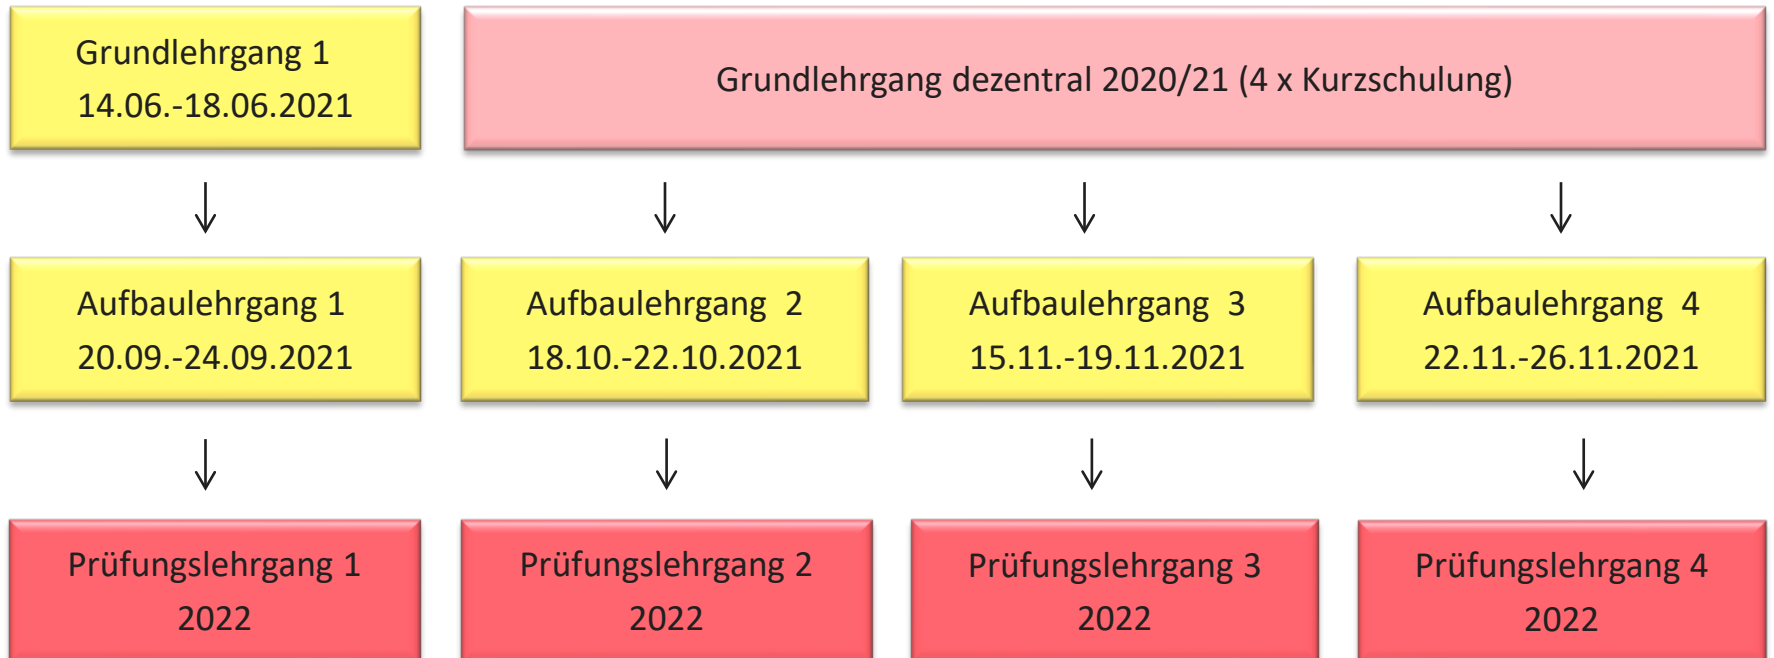 Grundlehrgang 1
14.06.-18.06.2021
Grundlehrgang dezentral 2020/21 (4 x Kurzschulung)
Aufbaulehrgang 1
20.09.-24.09.2021
Aufbaulehrgang 2
18.10.-22.10.2021
Aufbaulehrgang 3
15.11.-19.11.2021
Aufbaulehrgang 4
22.11.-26.11.2021
Prüfungslehrgang 1
2022
Prüfungslehrgang 2
2022
Prüfungslehrgang 3
2022
Prüfungslehrgang 4
2022